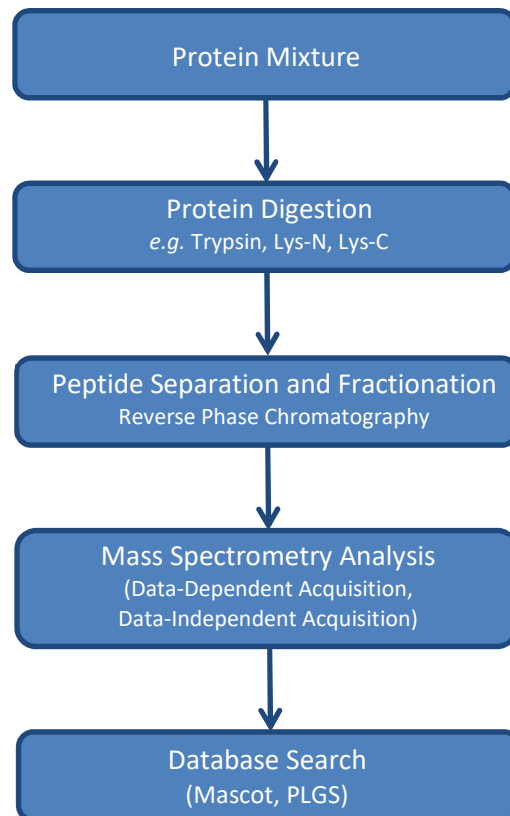 Protein Mixture
Protein Digestion
e.g. Trypsin, Lys-N, Lys-C
Peptide Separation and Fractionation
Reverse Phase Chromatography
Mass Spectrometry Analysis
(Data-Dependent Acquisition,
Data-Independent Acquisition)
Database Search
(Mascot, PLGS)